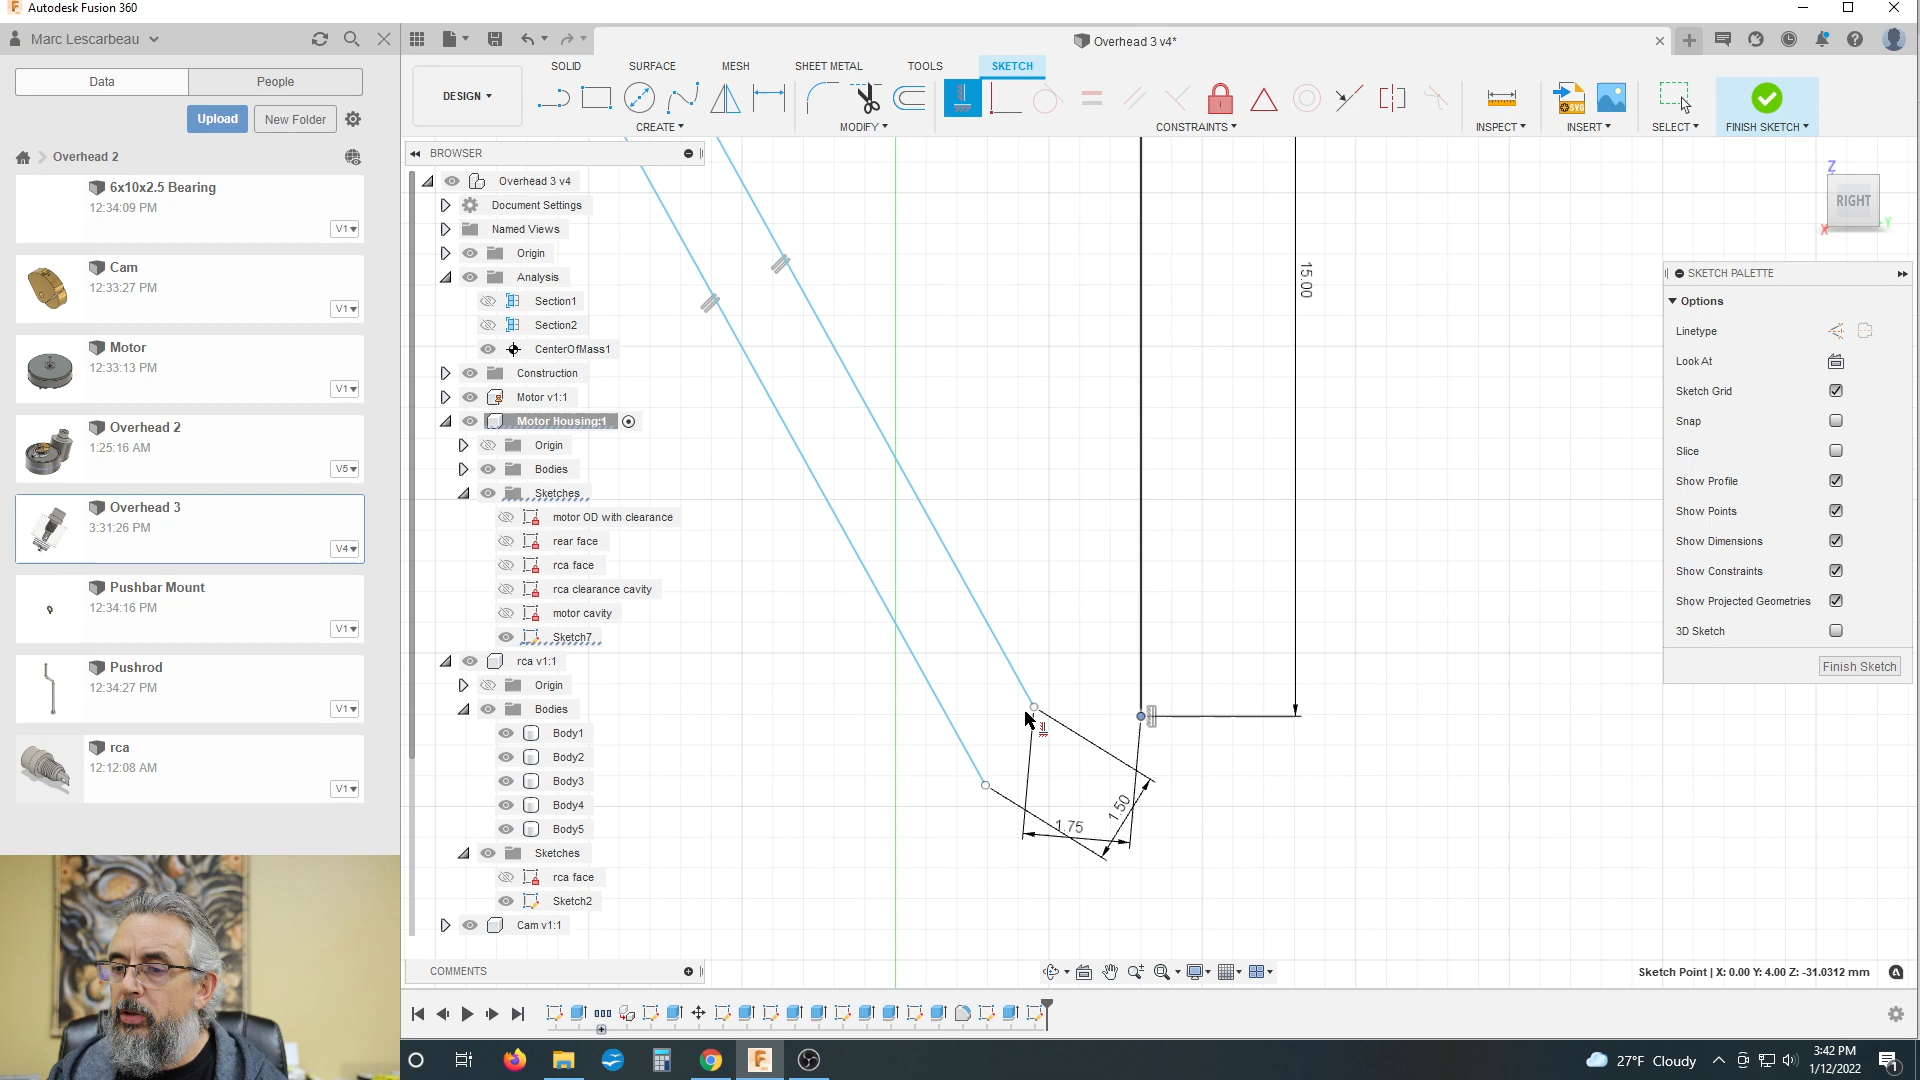 Autodesk Fusion 360
Marc Lescarbeau
Data
People
Upload
New Folder
Overhead 2
6x10x2.5 Bearing
12:34:09 PM
V1
Cam
12:33:27 PM
V1
Motor
12:33:13 PM
V1
Overhead 2
1:25:16 AM
V5
Overhead 3
3:31:26 PM
V4
Pushbar Mount
12:34:16 PM
V1
Pushrod
12:34:27 PM
V1
rca
12:12:08 AM
V1
Overhead 3 v4*
DESIGN
SOLID
SURFACE
MESH
SHEET METAL
TOOLS
SKETCH
CREATE
MODIFY
CONSTRAINTS
INSPECT
SVG
INSERT
SELECT
FINISH SKETCH
BROWSER
Overhead 3 v4
Document Settings
Named Views
Origin
Analysis
Section1
Section2
CenterOfMass1
Construction
Motor v1:1
Motor Housing:1
Origin
Bodies
Sketches
motor OD with clearance
rear face
rca face
rca clearance cavity
motor cavity
Sketch7
rca v1:1
Origin
Bodies
Body1
Body2
Body3
Body4
Body5
Sketches
rca face
Sketch2
Cam v1:1
15.00
1.50
1.75
Z
RIGHT
X
Y
SKETCH PALETTE
Options
Linetype
Look At
Sketch Grid
Snap
Slice
Show Profile
Show Points
Show Dimensions
Show Constraints
Show Projected Geometries
3D Sketch
Finish Sketch
COMMENTS
Sketch Point | X: 0.00 Y: 4.00 Z: -31.0312 mm
27°F Cloudy
3:42 PM
1/12/2022
1